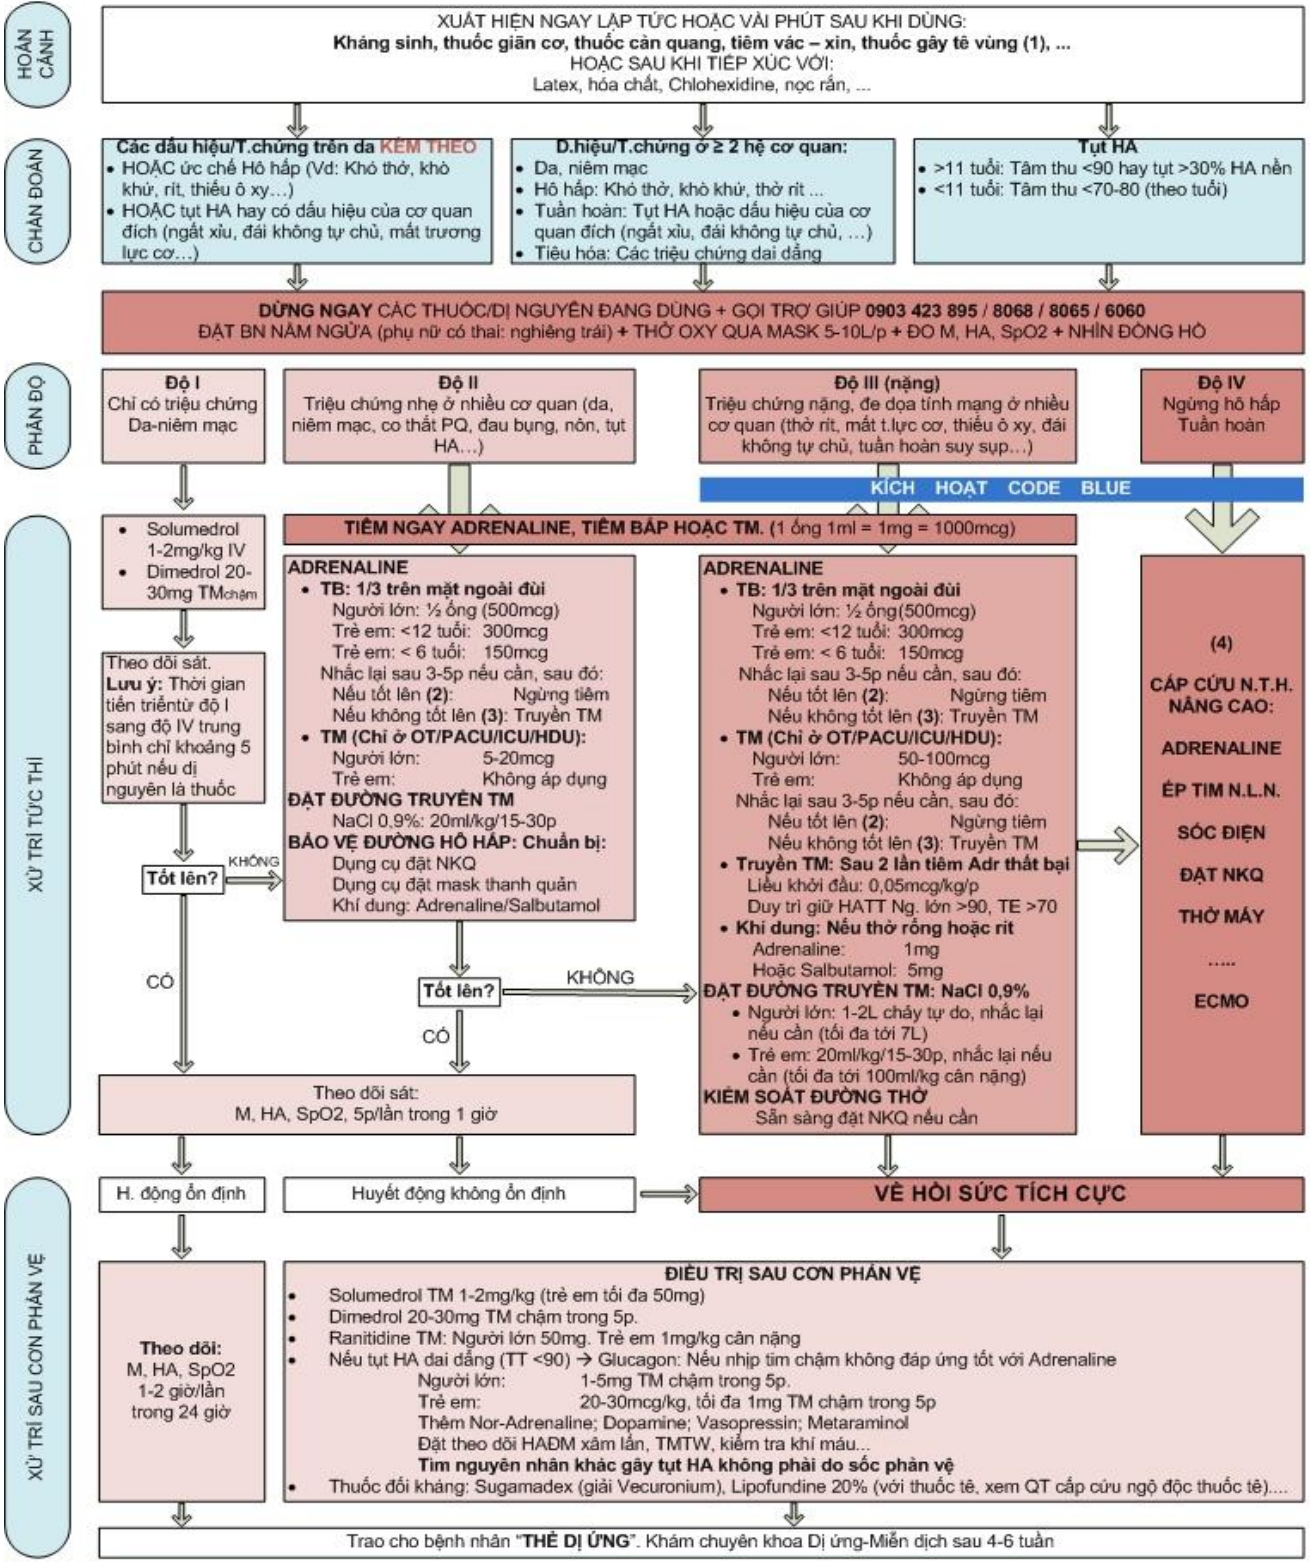 HOÀN
CẢNH
XUẤT HIỆN NGAY LẬP TỨC HOẶC VÀI PHÚT SAU KHI DÙNG:
Kháng sinh, thuốc giãn cơ, thuốc cản quang, tiêm vác – xin, thuốc gây tê vùng (1), ...
HOẶC SAU KHI TIẾP XÚC VỚI:
Latex, hóa chất, Chlohexidine, nọc rắn, ...
CHẨN ĐOÁN
Các dấu hiệu/T.chứng trên da KÈM THEO
• HOẶC ức chế Hô hấp (Vd: Khó thở, khò
khứ, rít, thiếu ô xy...)
• HOẶC tụt HA hay có dấu hiệu của cơ quan
đích (ngất xỉu, đái không tự chủ, mất trương
lực cơ...)
D.hiệu/T.chứng ở ≥ 2 hệ cơ quan:
• Da, niêm mạc
• Hô hấp: Khó thở, khò khứ, thở rít ...
• Tuần hoàn: Tụt HA hoặc dấu hiệu của cơ
quan đích (ngất xỉu, đái không tự chủ, ...)
• Tiêu hóa: Các triệu chứng dai dẳng
Tụt HA
• >11 tuổi: Tâm thu <90 hay tụt >30% HA nền
• <11 tuổi: Tâm thu <70-80 (theo tuổi)
DỪNG NGAY CÁC THUỐC/DỊ NGUYÊN ĐANG DÙNG + GỌI TRỢ GIÚP 0903 423 895 / 8068 / 8065 / 6060
ĐẶT BN NẰM NGỬA (phụ nữ có thai: nghiêng trái) + THỞ OXY QUA MASK 5-10L/p + ĐO M, HA, SpO2 + NHÌN ĐỒNG HỒ
PHÂN ĐỘ
Độ I
Chỉ có triệu chứng
Da-niêm mạc
Độ II
Triệu chứng nhẹ ở nhiều cơ quan (da,
niêm mạc, co thắt PQ, đau bụng, nôn, tụt
HA...)
Độ III (nặng)
Triệu chứng nặng, đe dọa tính mạng ở nhiều
cơ quan (thở rít, mất t.lực cơ, thiếu ô xy, đái
không tự chủ, tuần hoàn suy sụp...)
Độ IV
Ngừng hô hấp
Tuần hoàn
KÍCH HOẠT CODE BLUE
XỬ TRÍ TỨC THÌ
TIÊM NGAY ADRENALINE, TIÊM BẮP HOẶC TM. (1 ống 1ml = 1mg = 1000mcg)
• Solumedrol
1-2mg/kg IV
• Dimedrol 20-
30mg TMchậm
Theo dõi sát.
Lưu ý: Thời gian
tiến triểntừ độ I
sang độ IV trung
bình chỉ khoảng 5
phút nếu dị
nguyên là thuốc
Tốt lên?
KHÔNG
CÓ
ADRENALINE
• TB: 1/3 trên mặt ngoài đùi
Người lớn: ½ ống (500mcg)
Trẻ em: <12 tuổi: 300mcg
Trẻ em: < 6 tuổi: 150mcg
Nhắc lại sau 3-5p nếu cần, sau đó:
Nếu tốt lên (2): Ngừng tiêm
Nếu không tốt lên (3): Truyền TM
• TM (Chỉ ở OT/PACU/ICU/HDU):
Người lớn: 5-20mcg
Trẻ em: Không áp dụng
ĐẶT ĐƯỜNG TRUYỀN TM
NaCl 0,9%: 20ml/kg/15-30p
BẢO VỆ ĐƯỜNG HÔ HẤP: Chuẩn bị:
Dụng cụ đặt NKQ
Dụng cụ đặt mask thanh quản
Khí dung: Adrenaline/Salbutamol
Tốt lên?
KHÔNG
CÓ
ADRENALINE
• TB: 1/3 trên mặt ngoài đùi
Người lớn: ½ ống(500mcg)
Trẻ em: <12 tuổi: 300mcg
Trẻ em: < 6 tuổi: 150mcg
Nhắc lại sau 3-5p nếu cần, sau đó:
Nếu tốt lên (2): Ngừng tiêm
Nếu không tốt lên (3): Truyền TM
• TM (Chỉ ở OT/PACU/ICU/HDU):
Người lớn: 50-100mcg
Trẻ em: Không áp dụng
Nhắc lại sau 3-5p nếu cần, sau đó:
Nếu tốt lên (2): Ngừng tiêm
Nếu không tốt lên (3): Truyền TM
• Truyền TM: Sau 2 lần tiêm Adr thất bại
Liều khởi đầu: 0,05mcg/kg/p
Duy trì giữ HATT Ng. lớn >90, TE >70
• Khí dung: Nếu thở rống hoặc rít
Adrenaline: 1mg
Hoặc Salbutamol: 5mg
ĐẶT ĐƯỜNG TRUYỀN TM: NaCl 0,9%
• Người lớn: 1-2L chảy tự do, nhắc lại
nếu cần (tối đa tới 7L)
• Trẻ em: 20ml/kg/15-30p, nhắc lại nếu
cần (tối đa tới 100ml/kg cân nặng)
KIỂM SOÁT ĐƯỜNG THỞ
Sẵn sàng đặt NKQ nếu cần
(4)
CẤP CỨU N.T.H.
NÂNG CAO:
ADRENALINE
ÉP TIM N.L.N.
SỐC ĐIỆN
ĐẶT NKQ
THỞ MÁY
.....
ECMO
Theo dõi sát:
M, HA, SpO2, 5p/lần trong 1 giờ
XỬ TRÍ SAU CƠN PHẢN VỆ
H. động ổn định
Huyết động không ổn định
VỀ HỒI SỨC TÍCH CỰC
Theo dõi:
M, HA, SpO2
1-2 giờ/lần
trong 24 giờ
ĐIỀU TRỊ SAU CƠN PHẢN VỆ
• Solumedrol TM 1-2mg/kg (trẻ em tối đa 50mg)
• Dimedrol 20-30mg TM chậm trong 5p.
• Ranitidine TM: Người lớn 50mg. Trẻ em 1mg/kg cân nặng
• Nếu tụt HA dai dẳng (TT <90) → Glucagon: Nếu nhịp tim chậm không đáp ứng tốt với Adrenaline
Người lớn: 1-5mg TM chậm trong 5p.
Trẻ em: 20-30mcg/kg, tối đa 1mg TM chậm trong 5p
Thêm Nor-Adrenaline; Dopamine; Vasopressin; Metaraminol
Đặt theo dõi HAĐM xâm lấn, TMTW, kiểm tra khí máu...
Tìm nguyên nhân khác gây tụt HA không phải do sốc phản vệ
• Thuốc đối kháng: Sugamadex (giải Vecuronium), Lipofundine 20% (với thuốc tê, xem QT cấp cứu ngộ độc thuốc tê)....
Trao cho bệnh nhân “THẺ DỊ ỨNG”. Khám chuyên khoa Dị ứng-Miễn dịch sau 4-6 tuần